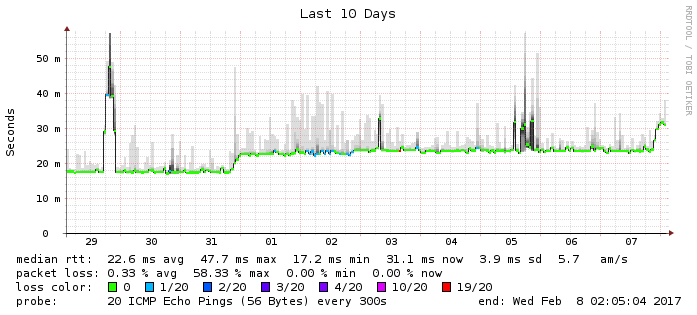 Last 10 Days
RRDTOOL / TOBI OETIKER
Seconds
50 m
40 m
30 m
20 m
10 m
0
29 30 31 01 02 03 04 05 06 07
median rtt: 22.6 ms avg 47.7 ms max 17.2 ms min 31.1 ms now 3.9 ms sd 5.7 am/s
packet loss: 0.33 % avg 58.33 % max 0.00 % min 0.00 % now
loss color: 0 1/20 2/20 3/20 4/20 10/20 19/20
probe: 20 ICMP Echo Pings (56 Bytes) every 300s end: Wed Feb 8 02:05:04 2017